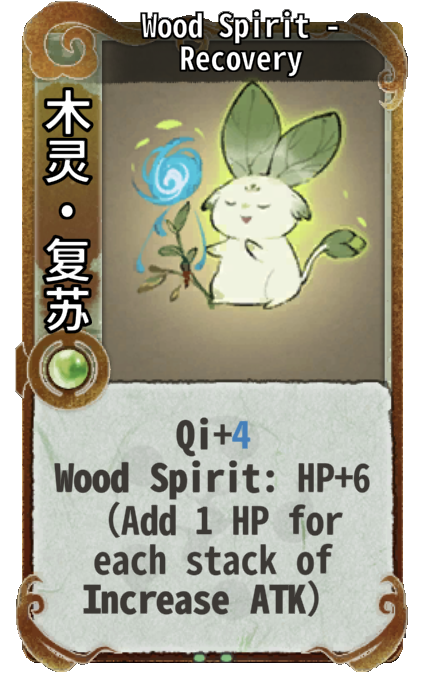 Wood Spirit -
Recovery
木灵·复苏
Qi+4
Wood Spirit: HP+6
(Add 1 HP for
each stack of
Increase ATK)